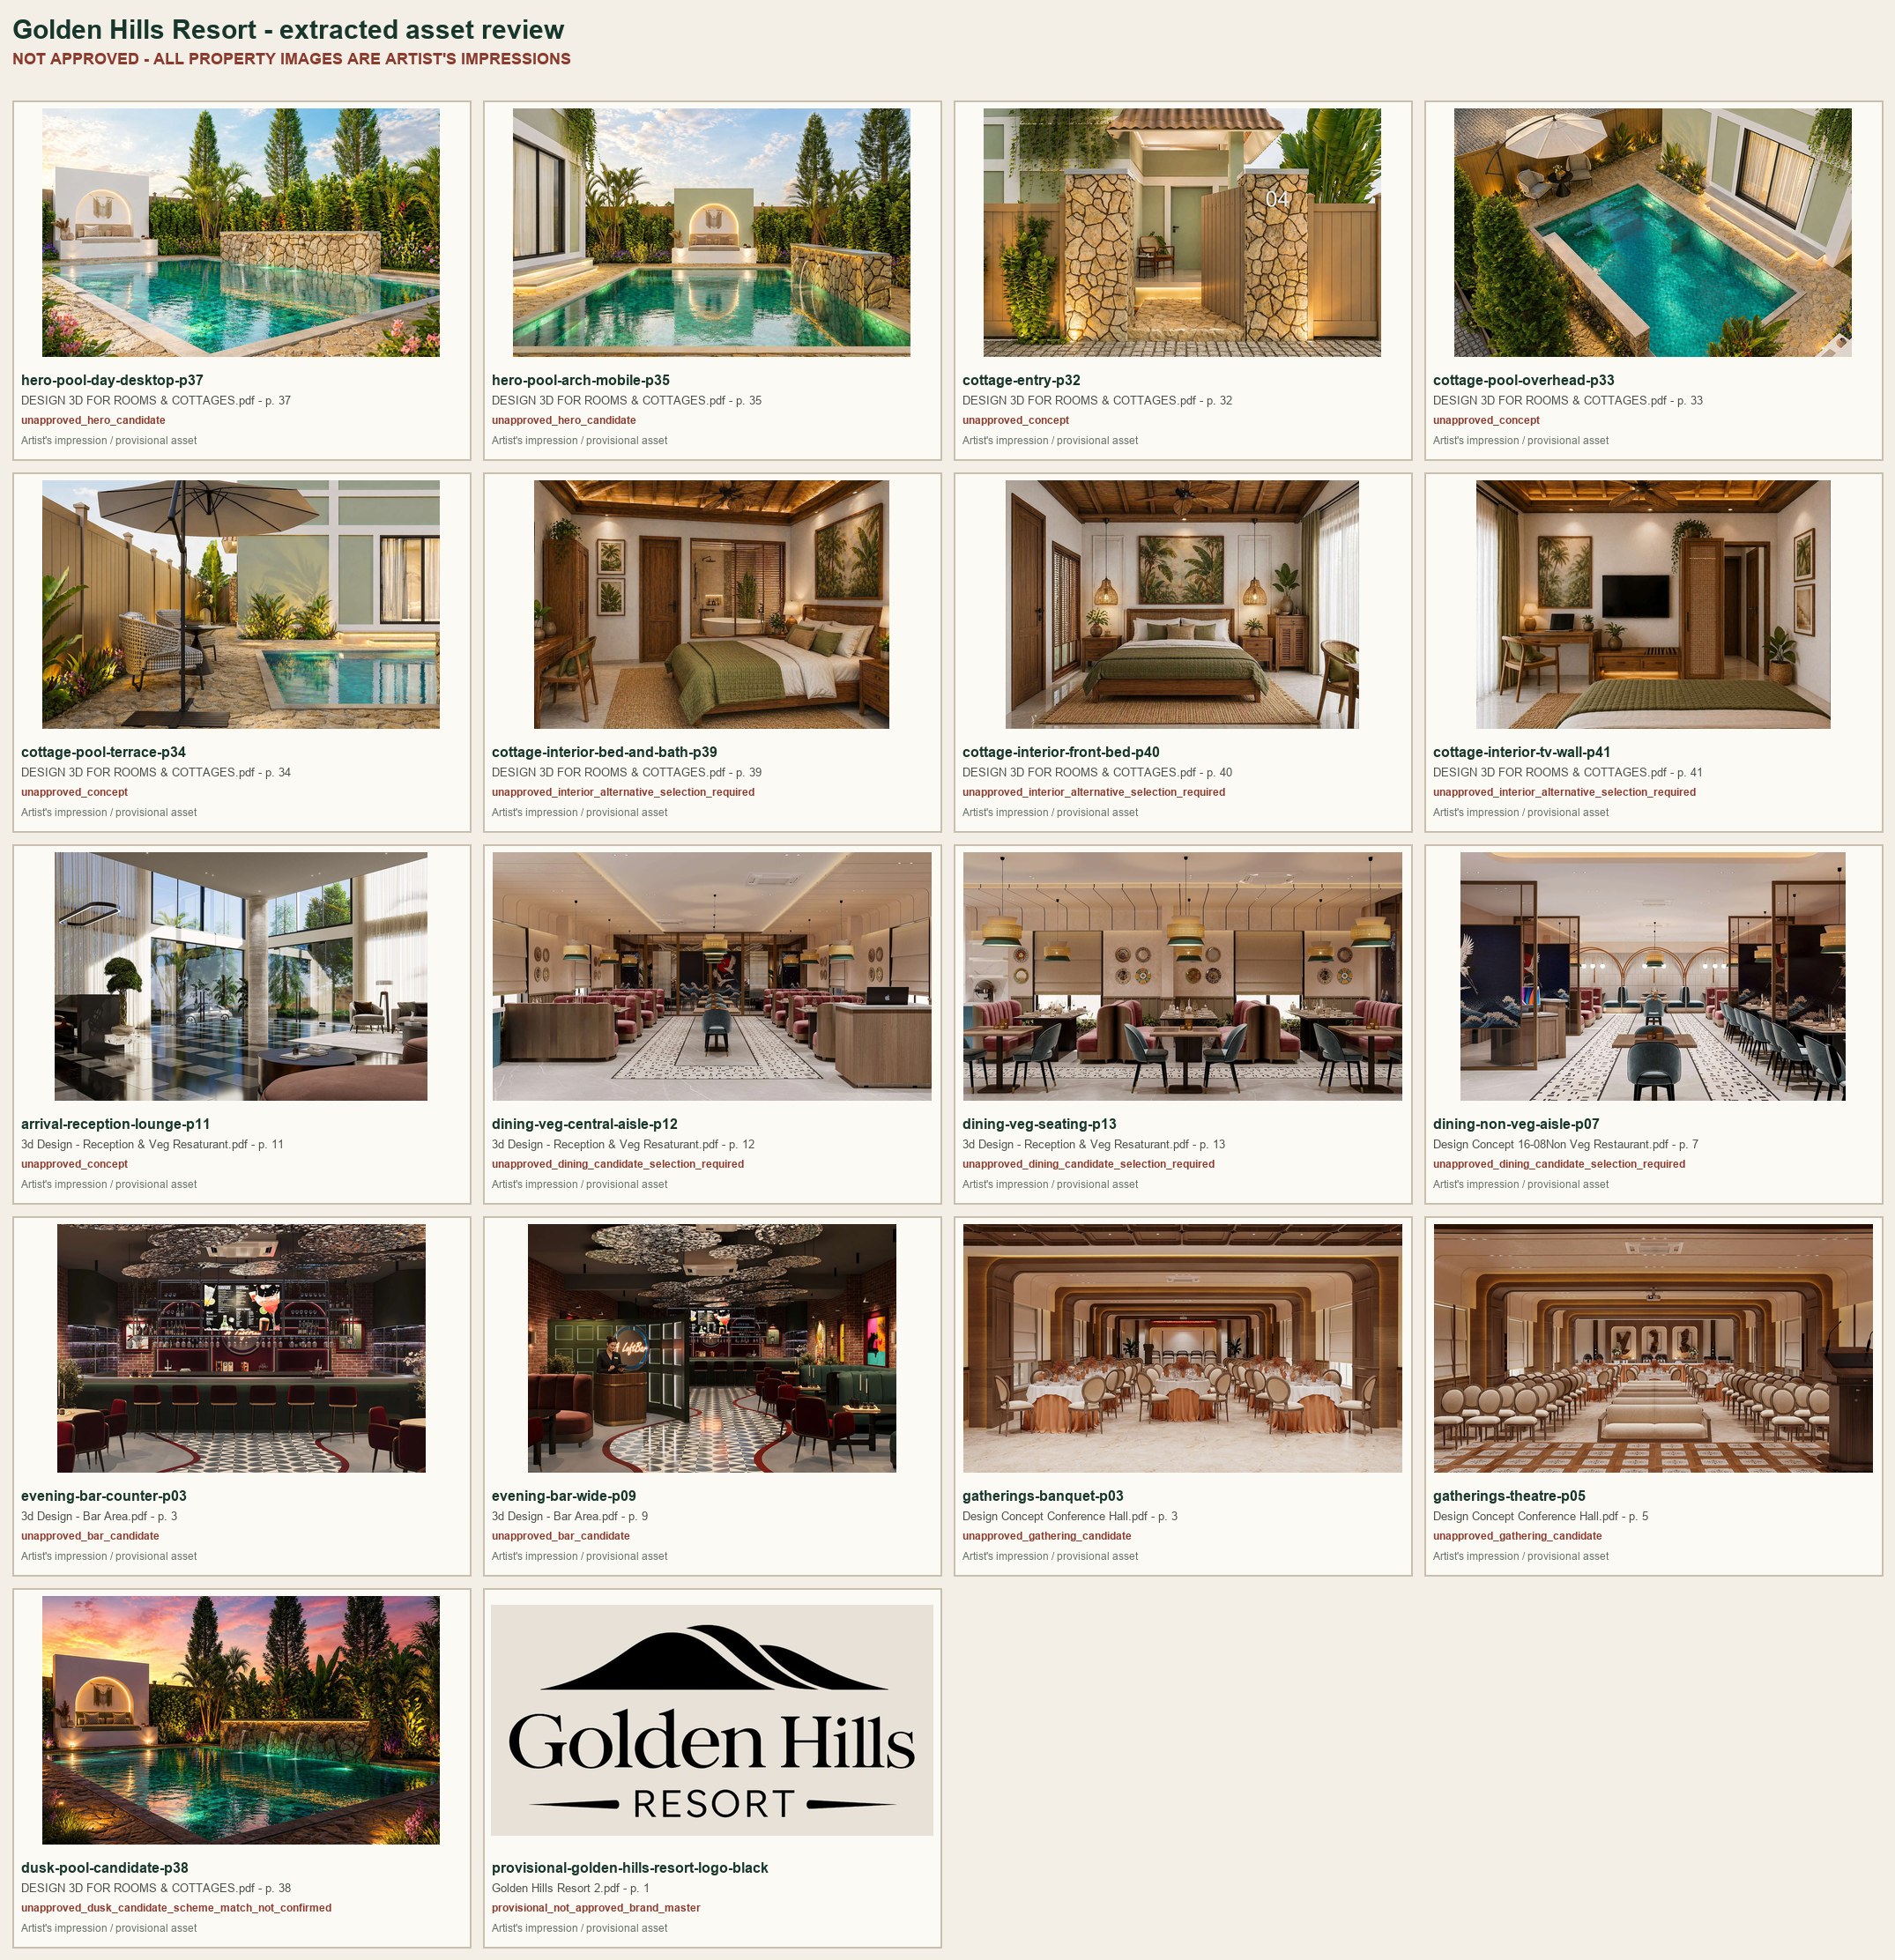 Golden Hills Resort - extracted asset review
NOT APPROVED - ALL PROPERTY IMAGES ARE ARTIST'S IMPRESSIONS
04
hero-pool-day-desktop-p37
DESIGN 3D FOR ROOMS & COTTAGES.pdf - p. 37
unapproved_hero_candidate
Artist's impression / provisional asset
hero-pool-arch-mobile-p35
DESIGN 3D FOR ROOMS & COTTAGES.pdf - p. 35
unapproved_hero_candidate
Artist's impression / provisional asset
cottage-entry-p32
DESIGN 3D FOR ROOMS & COTTAGES.pdf - p. 32
unapproved_concept
Artist's impression / provisional asset
cottage-pool-overhead-p33
DESIGN 3D FOR ROOMS & COTTAGES.pdf - p. 33
unapproved_concept
Artist's impression / provisional asset
cottage-pool-terrace-p34
DESIGN 3D FOR ROOMS & COTTAGES.pdf - p. 34
unapproved_concept
Artist's impression / provisional asset
cottage-interior-bed-and-bath-p39
DESIGN 3D FOR ROOMS & COTTAGES.pdf - p. 39
unapproved_interior_alternative_selection_required
Artist's impression / provisional asset
cottage-interior-front-bed-p40
DESIGN 3D FOR ROOMS & COTTAGES.pdf - p. 40
unapproved_interior_alternative_selection_required
Artist's impression / provisional asset
cottage-interior-tv-wall-p41
DESIGN 3D FOR ROOMS & COTTAGES.pdf - p. 41
unapproved_interior_alternative_selection_required
Artist's impression / provisional asset
arrival-reception-lounge-p11
3d Design - Reception & Veg Resaturant.pdf - p. 11
unapproved_concept
Artist's impression / provisional asset
dining-veg-central-aisle-p12
3d Design - Reception & Veg Resaturant.pdf - p. 12
unapproved_dining_candidate_selection_required
Artist's impression / provisional asset
dining-veg-seating-p13
3d Design - Reception & Veg Resaturant.pdf - p. 13
unapproved_dining_candidate_selection_required
Artist's impression / provisional asset
dining-non-veg-aisle-p07
Design Concept 16-08Non Veg Restaurant.pdf - p. 7
unapproved_dining_candidate_selection_required
Artist's impression / provisional asset
evening-bar-counter-p03
3d Design - Bar Area.pdf - p. 3
unapproved_bar_candidate
Artist's impression / provisional asset
evening-bar-wide-p09
3d Design - Bar Area.pdf - p. 9
unapproved_bar_candidate
Artist's impression / provisional asset
gatherings-banquet-p03
Design Concept Conference Hall.pdf - p. 3
unapproved_gathering_candidate
Artist's impression / provisional asset
gatherings-theatre-p05
Design Concept Conference Hall.pdf - p. 5
unapproved_gathering_candidate
Artist's impression / provisional asset
dusk-pool-candidate-p38
DESIGN 3D FOR ROOMS & COTTAGES.pdf - p. 38
unapproved_dusk_candidate_scheme_match_not_confirmed
Artist's impression / provisional asset
Golden Hills
RESORT
provisional-golden-hills-resort-logo-black
Golden Hills Resort 2.pdf - p. 1
provisional_not_approved_brand_master
Artist's impression / provisional asset